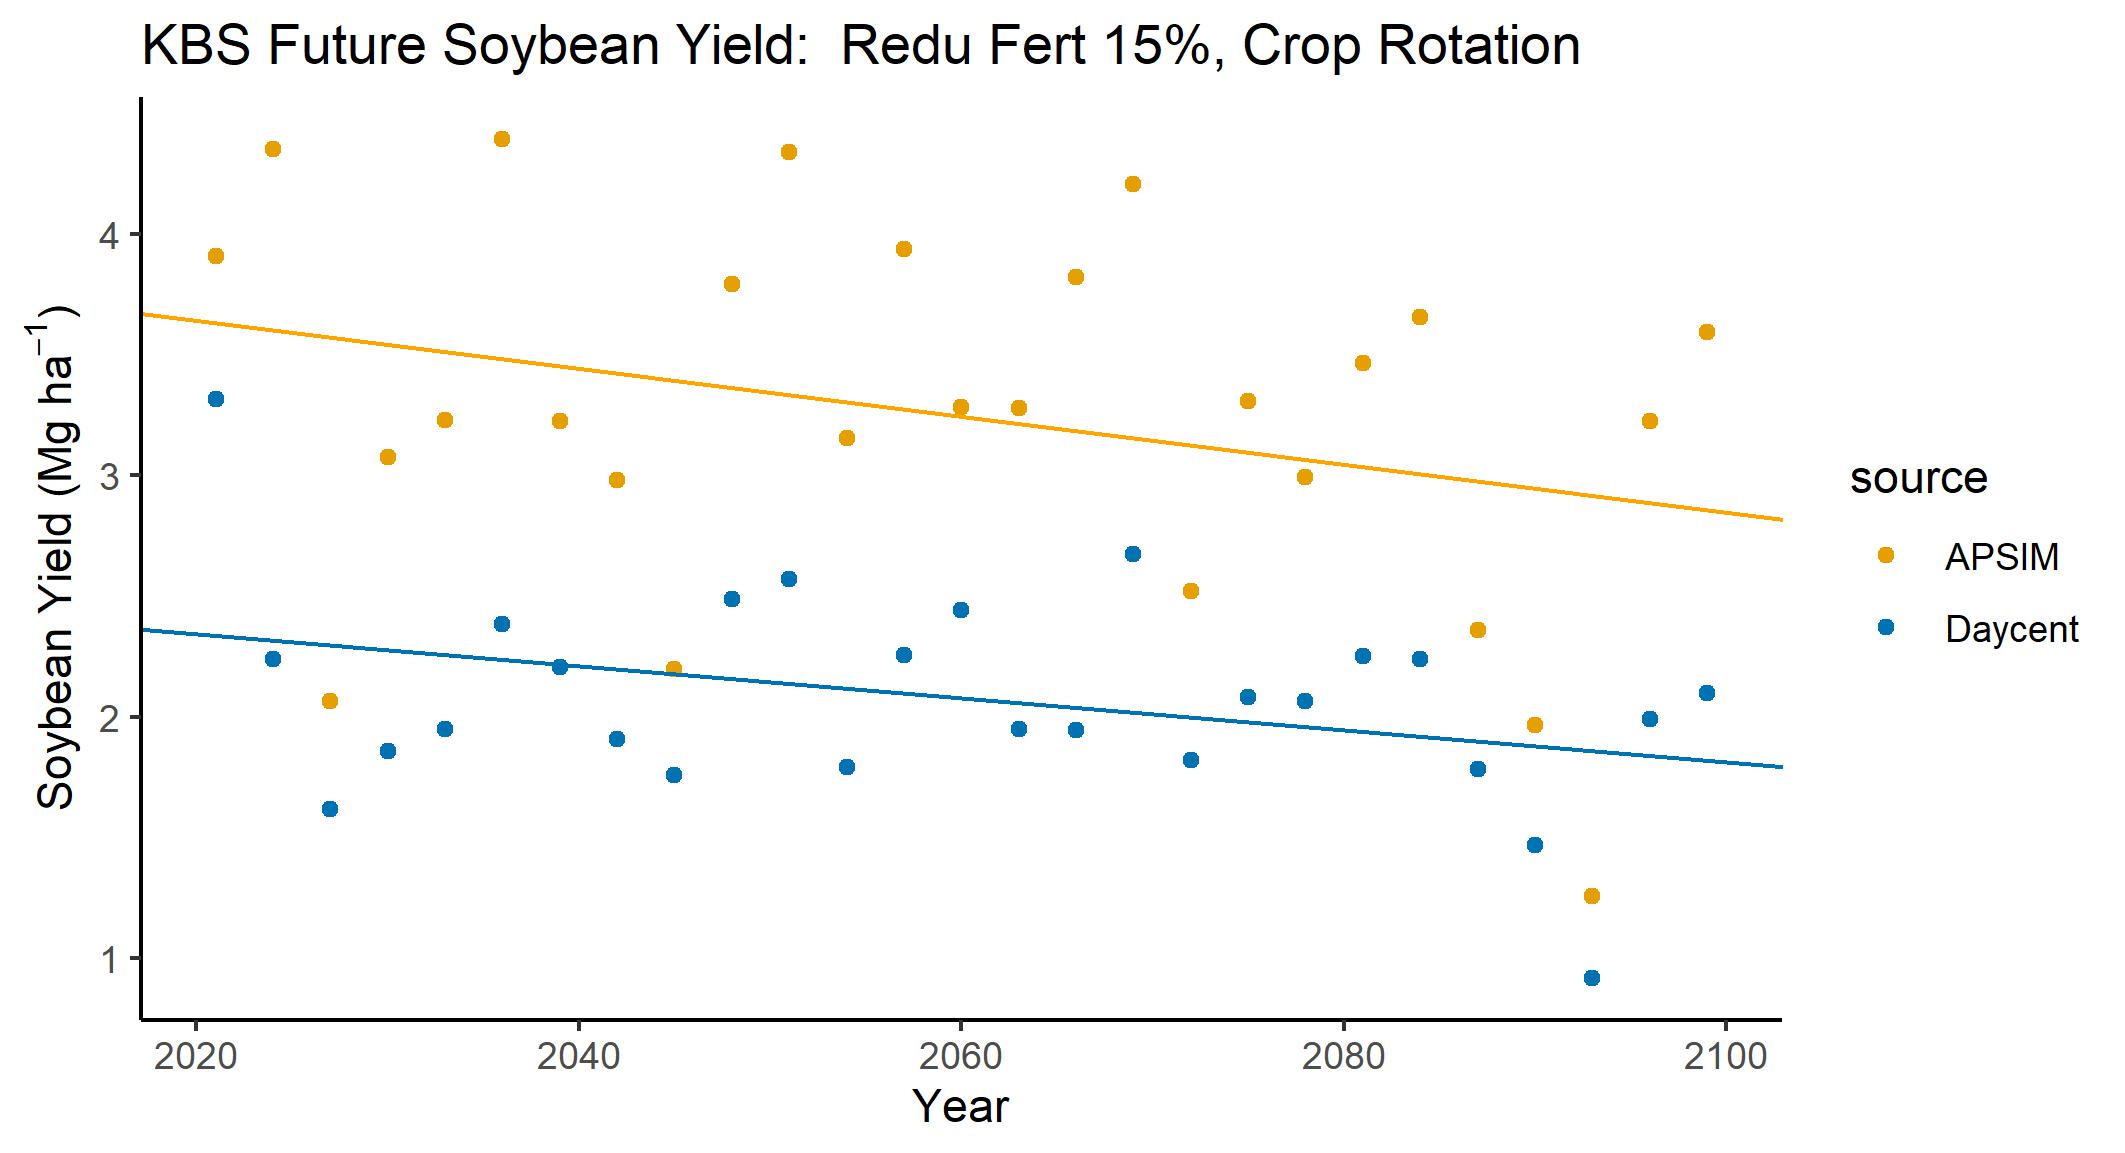 KBS Future Soybean Yield:  Redu Fert 15%, Crop Rotation
Soybean Yield (Mg ha⁻¹)
4
3
2
1
2020 2040 2060 2080 2100
Year
source
APSIM
Daycent